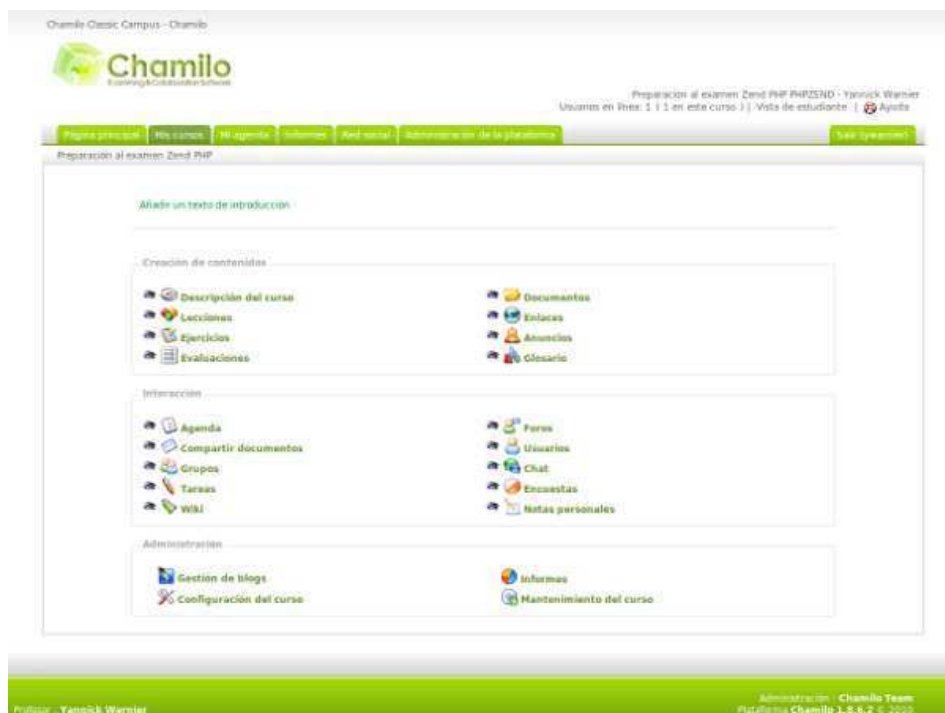 Chamilo Classic Campus - Chamilo
Chamilo
E-Learning & Collaboration Software
Preparación al examen Zend PHP PHPZEND - Yannick Warnier
Usuarios en línea: 1 ( 1 en este curso ) | Vista de estudiante | Ayuda
Página principal Mis cursos Mi agenda Informes Red social Administración de la plataforma Salir (ywarnier)
Preparación al examen Zend PHP
Añadir un texto de introducción
Creación de contenidos
Descripción del curso Documentos
Lecciones Enlaces
Ejercicios Anuncios
Evaluaciones Glosario
Interacción
Agenda Foros
Compartir documentos Usuarios
Grupos Chat
Tareas Encuestas
Wiki Notas personales
Administración
Gestión de blogs Informes
Configuración del curso Mantenimiento del curso
Administración : Chamilo Team
Profesor : Yannick Warnier Plataforma Chamilo 1.8.6.2 © 2010